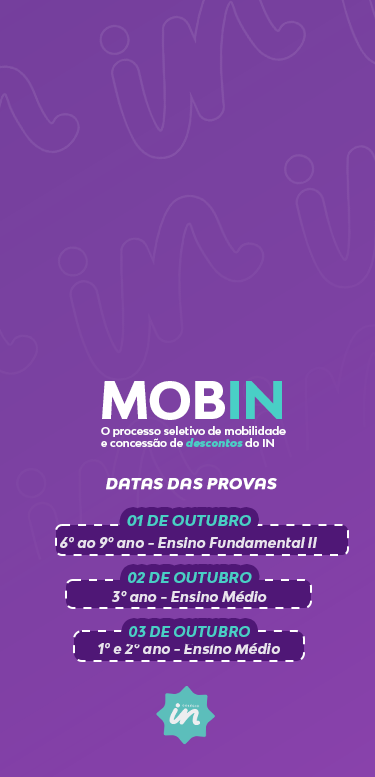 MOBIN
O processo seletivo de mobilidade
e concessão de descontos do IN
DATAS DAS PROVAS
01 DE OUTUBRO
6º ao 9º ano - Ensino Fundamental II
02 DE OUTUBRO
3º ano - Ensino Médio
03 DE OUTUBRO
1º e 2º ano - Ensino Médio
in